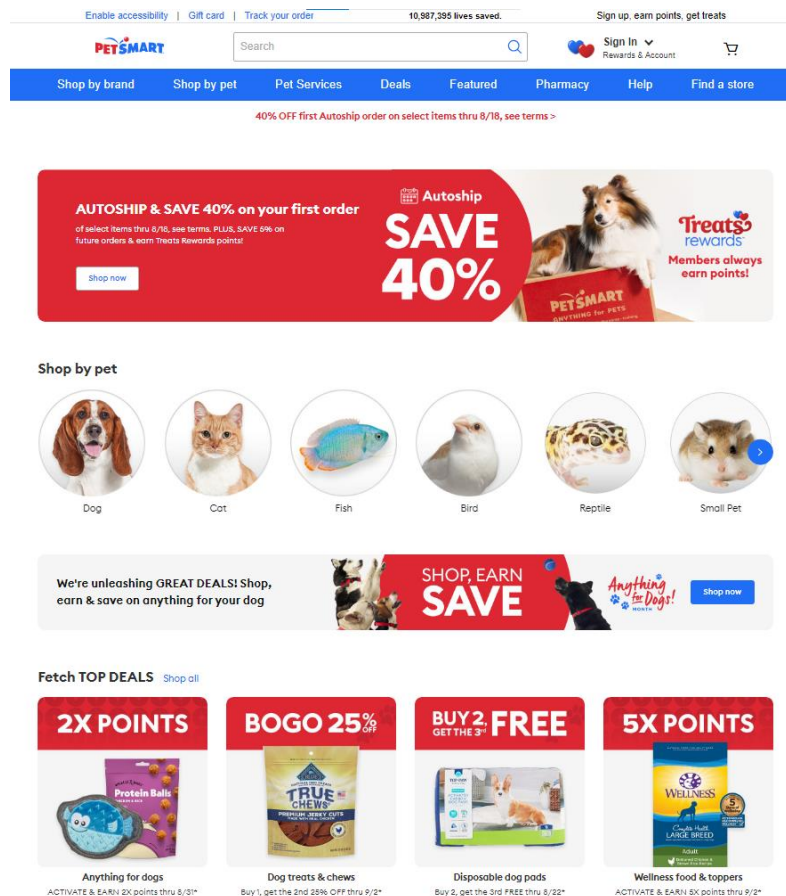 Enable accessibility | Gift card | Track your order
10,987,395 lives saved.
Sign up, earn points, get treats
PETSMART
Search
Sign In
Rewards & Account
Shop by brand
Shop by pet
Pet Services
Deals
Featured
Pharmacy
Help
Find a store
40% OFF first Autoship order on select items thru 8/18, see terms >
AUTOSHIP & SAVE 40% on your first order
of select items thru 8/18, see terms. PLUS, SAVE 5% on
future orders & earn Treats Rewards points!
Shop now
Autoship
SAVE
40%
PETSMART
ANYTHING for PETS
Treats
rewards
Members always
earn points!
Shop by pet
Dog
Cat
Fish
Bird
Reptile
Small Pet
We're unleashing GREAT DEALS! Shop,
earn & save on anything for your dog
SHOP, EARN
SAVE
Anything
for Dogs!
MONTH
Shop now
Fetch TOP DEALS
Shop all
2X POINTS
Protein Balls
Anything for dogs
ACTIVATE & EARN 2X points thru 8/31*
BOGO 25% OFF
BLUE
TRUE
CHEWS
PREMIUM JERKY CUTS
Dog treats & chews
Buy 1, get the 2nd 25% OFF thru 9/2*
BUY 2,
GET THE 3rd
FREE
Disposable dog pads
Buy 2, get the 3rd FREE thru 8/22*
5X POINTS
WELLNESS
Complete Health
LARGE BREED
Adult
Wellness food & toppers
ACTIVATE & EARN 5X points thru 9/2*